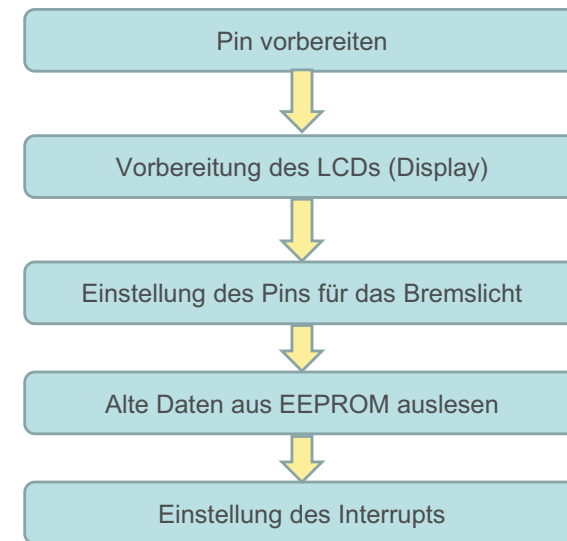 Pin vorbereiten
Vorbereitung des LCDs (Display)
Einstellung des Pins für das Bremslicht
Alte Daten aus EEPROM auslesen
Einstellung des Interrupts